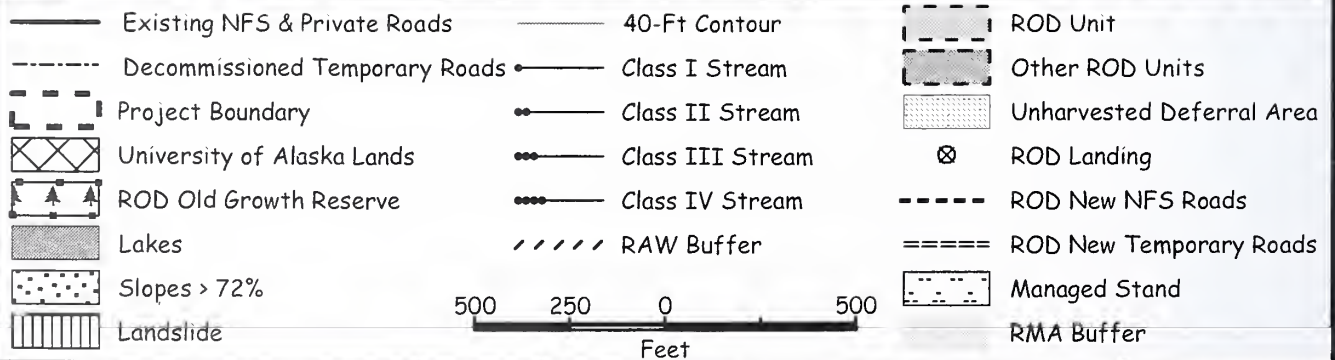 Existing NFS & Private Roads
Decommissioned Temporary Roads
Project Boundary
University of Alaska Lands
ROD Old Growth Reserve
Lakes
Slopes > 72%
Landslide
40-Ft Contour
Class I Stream
Class II Stream
Class III Stream
Class IV Stream
RAW Buffer
500 250 0 500
Feet
ROD Unit
Other ROD Units
Unharvested Deferral Area
ROD Landing
ROD New NFS Roads
ROD New Temporary Roads
Managed Stand
RMA Buffer